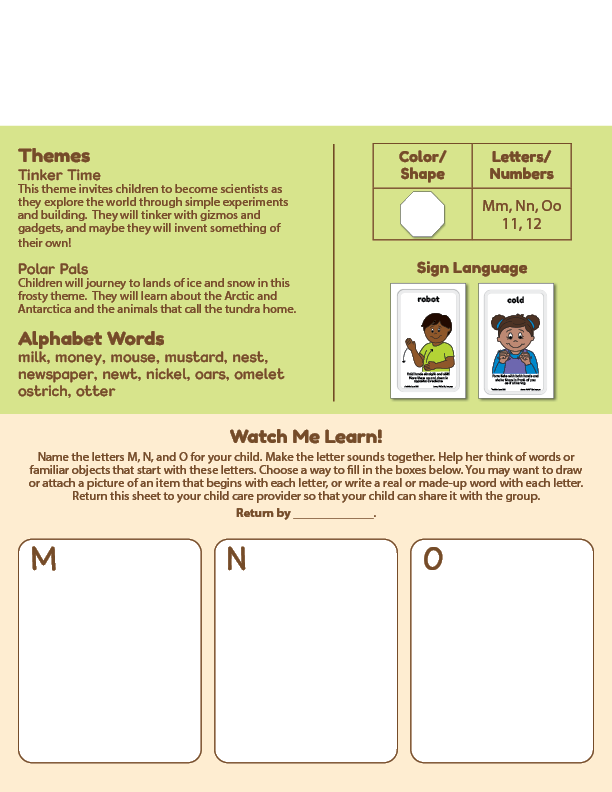 Themes
Tinker Time
This theme invites children to become scientists as
they explore the world through simple experiments
and building. They will tinker with gizmos and
gadgets, and maybe they will invent something of
their own!
Polar Pals
Children will journey to lands of ice and snow in this
frosty theme. They will learn about the Arctic and
Antarctica and the animals that call the tundra home.
Alphabet Words
milk, money, mouse, mustard, nest,
newspaper, newt, nickel, oars, omelet
ostrich, otter
Color/
Shape
Letters/
Numbers
Mm, Nn, Oo
11, 12
Sign Language
robot
cold
Watch Me Learn!
Name the letters M, N, and O for your child. Make the letter sounds together. Help her think of words or
familiar objects that start with these letters. Choose a way to fill in the boxes below. You may want to draw
or attach a picture of an item that begins with each letter, or write a real or made-up word with each letter.
Return this sheet to your child care provider so that your child can share it with the group.
Return by _____________.
M
N
O